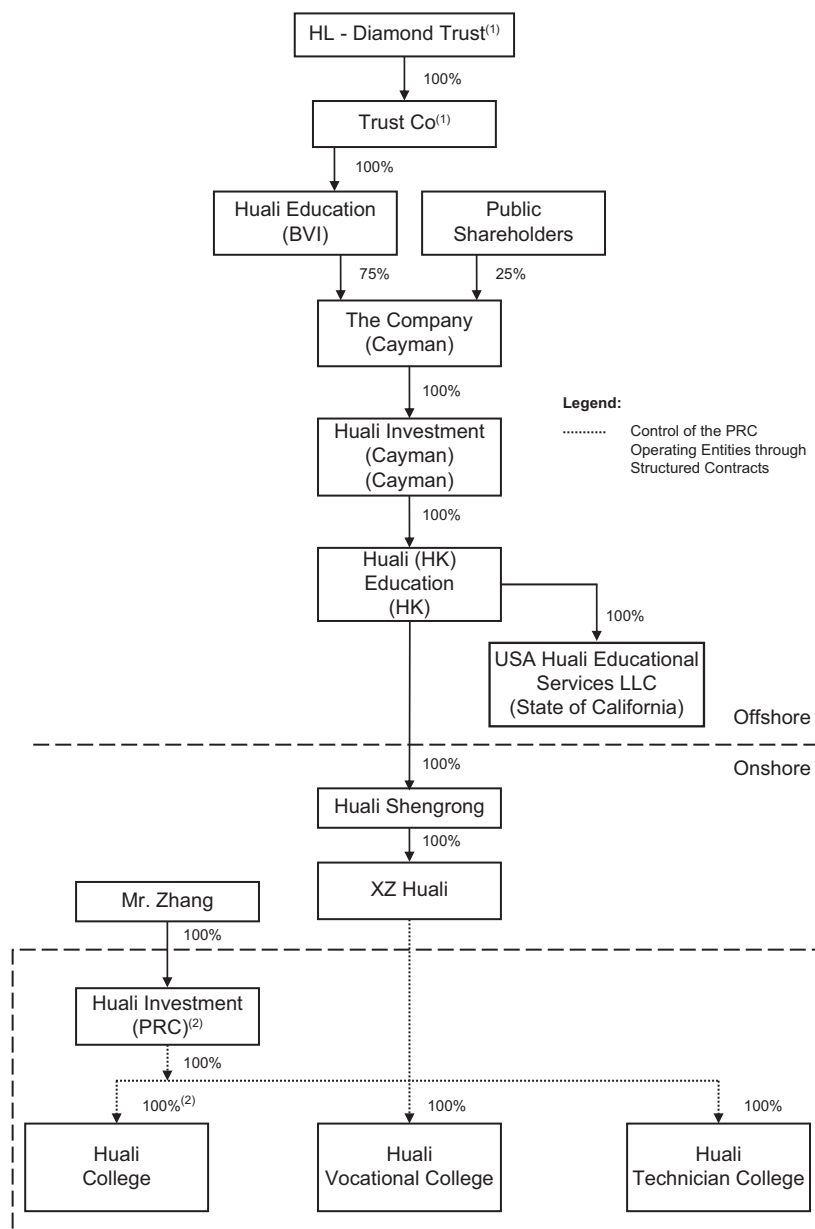 HL - Diamond Trust(1)
100%
Trust Co(1)
100%
Huali Education
(BVI)
Public
Shareholders
75%
25%
The Company
(Cayman)
100%
Legend:
Control of the PRC
Operating Entities through
Structured Contracts
Huali Investment
(Cayman)
(Cayman)
100%
Huali (HK)
Education
(HK)
100%
USA Huali Educational
Services LLC
(State of California)
Offshore
Onshore
100%
Huali Shengrong
100%
XZ Huali
Mr. Zhang
100%
Huali Investment
(PRC)(2)
100%
100%(2)
100%
100%
Huali
College
Huali
Vocational College
Huali
Technician College